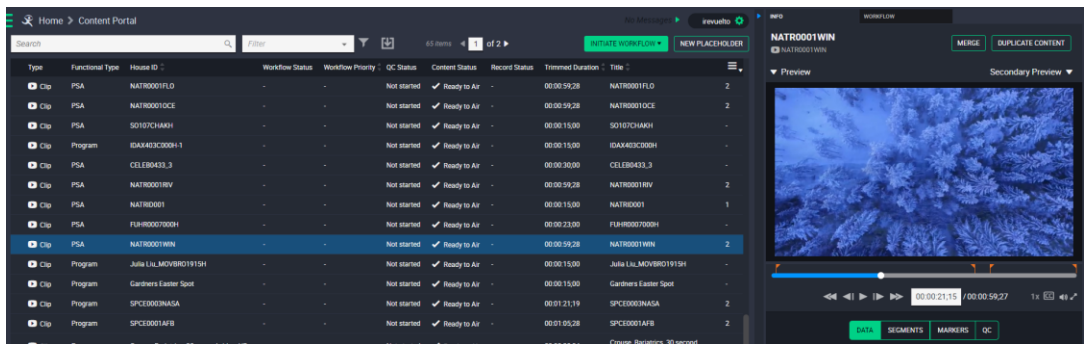 Home > Content Portal
No Messages
irevuelto
Search
Filter
65 items 1 of 2
INITIATE WORKFLOW
NEW PLACEHOLDER
Type Functional Type House ID Workflow Status Workflow Priority QC Status Content Status Record Status Trimmed Duration Title
Clip PSA NATR0001FLO - - Not started Ready to Air - 00:00:59;28 NATR0001FLO 2
Clip PSA NATR0001OCE - - Not started Ready to Air - 00:00:59;28 NATR0001OCE 2
Clip PSA SO107CHAKH - - Not started Ready to Air - 00:00:15;00 SO107CHAKH -
Clip Program IDAX403C000H-1 - - Not started Ready to Air - 00:00:15;00 IDAX403C000H -
Clip PSA CELEB0433_3 - - Not started Ready to Air - 00:00:30;00 CELEB0433_3 -
Clip PSA NATR0001RIV - - Not started Ready to Air - 00:00:59;28 NATR0001RIV 2
Clip PSA NATRID001 - - Not started Ready to Air - 00:00:15;00 NATRID001 1
Clip PSA FUHR0007000H - - Not started Ready to Air - 00:00:23;00 FUHR0007000H -
Clip PSA NATR0001WIN - - Not started Ready to Air - 00:00:59;28 NATR0001WIN 2
Clip Program Julia Liu_MOVBRO1915H - - Not started Ready to Air - 00:00:15;00 Julia Liu_MOVBRO1915H -
Clip Program Gardners Easter Spot - - Not started Ready to Air - 00:00:15;00 Gardners Easter Spot -
Clip Program SPCE0003NASA - - Not started Ready to Air - 00:01:21;19 SPCE0003NASA 2
Clip Program SPCE0001AFB - - Not started Ready to Air - 00:01:05;28 SPCE0001AFB 2
Crouse, Bariatrics, 30 second
INFO WORKFLOW
NATR0001WIN
NATR0001WIN
MERGE
DUPLICATE CONTENT
Preview
Secondary Preview
00:00:21;15 / 00:00:59;27 1x
DATA SEGMENTS MARKERS QC